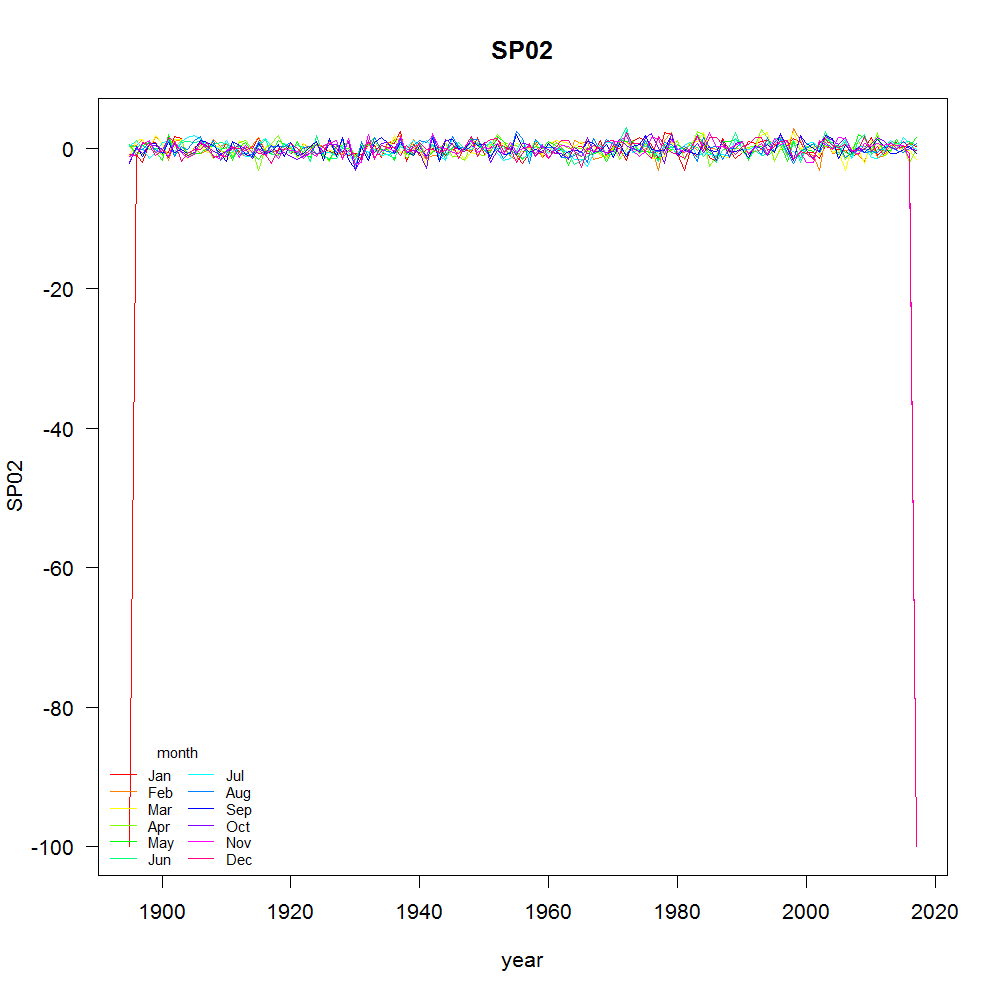 SP02
SP02
0
-20
-40
-60
-80
-100
month
Jan Jul
Feb Aug
Mar Sep
Apr Oct
May Nov
Jun Dec
1900 1920 1940 1960 1980 2000 2020
year